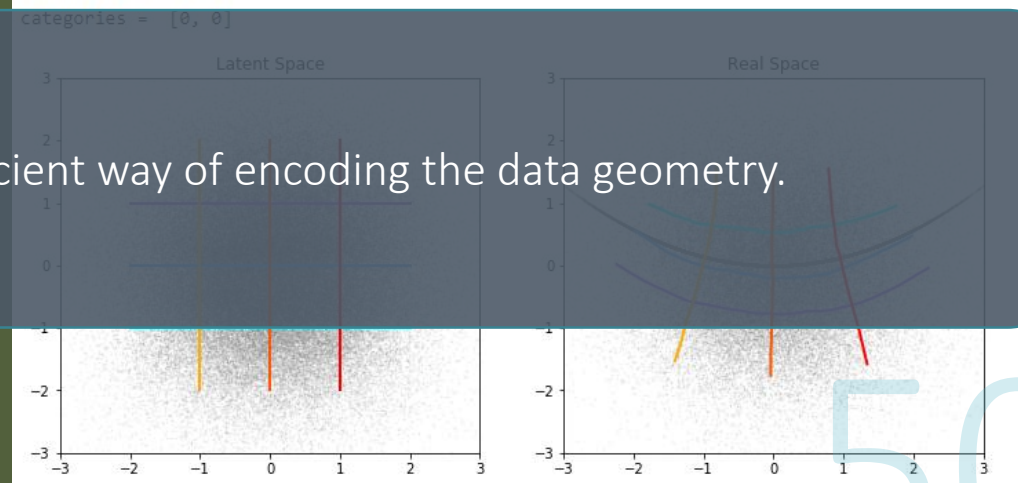 categories = [0, 0]
Latent Space
Real Space
3
2
1
0
−1
−2
−3
−3 −2 −1 0 1 2 3
3
2
1
0
−1
−2
−3
−3 −2 −1 0 1 2 3
cient way of encoding the data geometry.
50